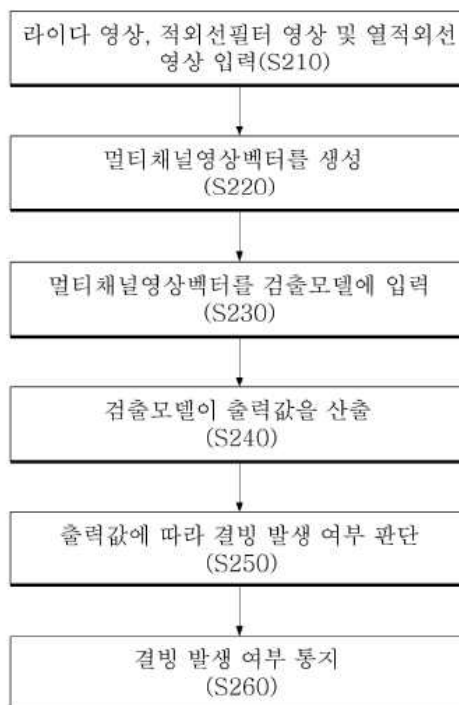 라이다 영상, 적외선필터 영상 및 열적외선
영상 입력(S210)
멀티채널영상벡터를 생성
(S220)
멀티채널영상벡터를 검출모델에 입력
(S230)
검출모델이 출력값을 산출
(S240)
출력값에 따라 결빙 발생 여부 판단
(S250)
결빙 발생 여부 통지
(S260)